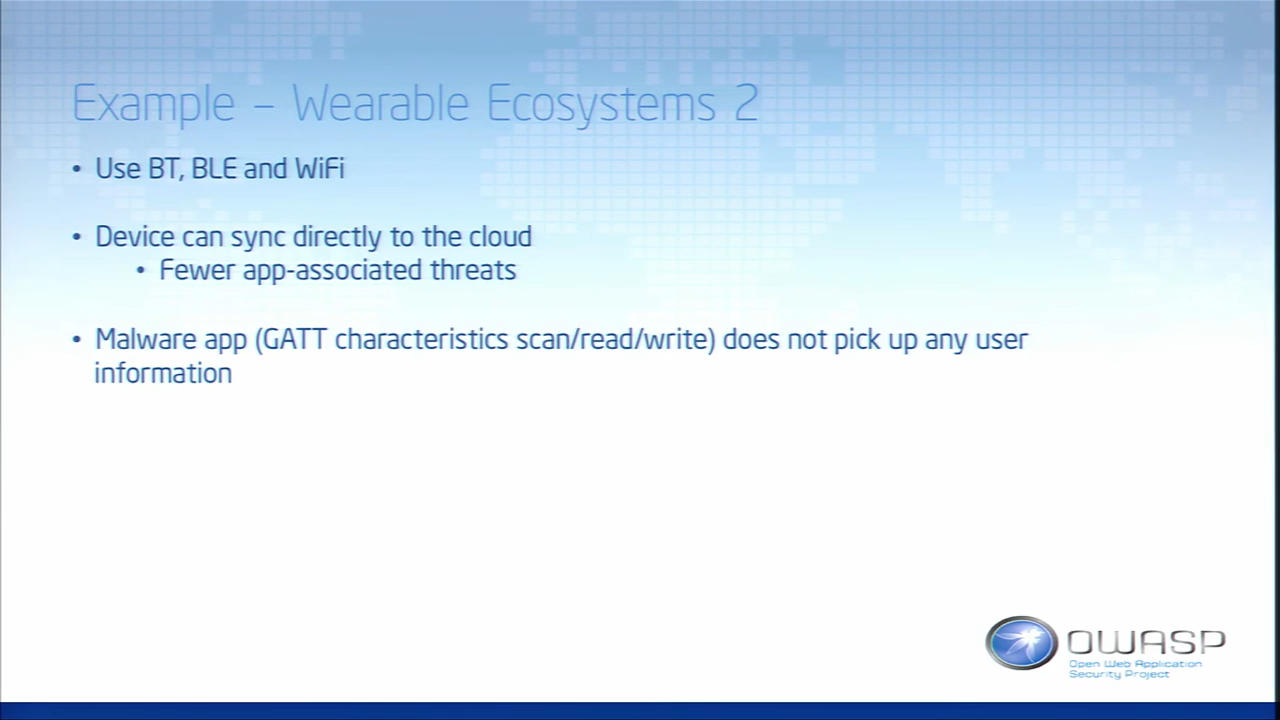 Example – Wearable Ecosystems 2
• Use BT, BLE and WiFi
• Device can sync directly to the cloud
• Fewer app-associated threats
• Malware app (GATT characteristics scan/read/write) does not pick up any user
information
OWASP
Open Web Application
Security Project